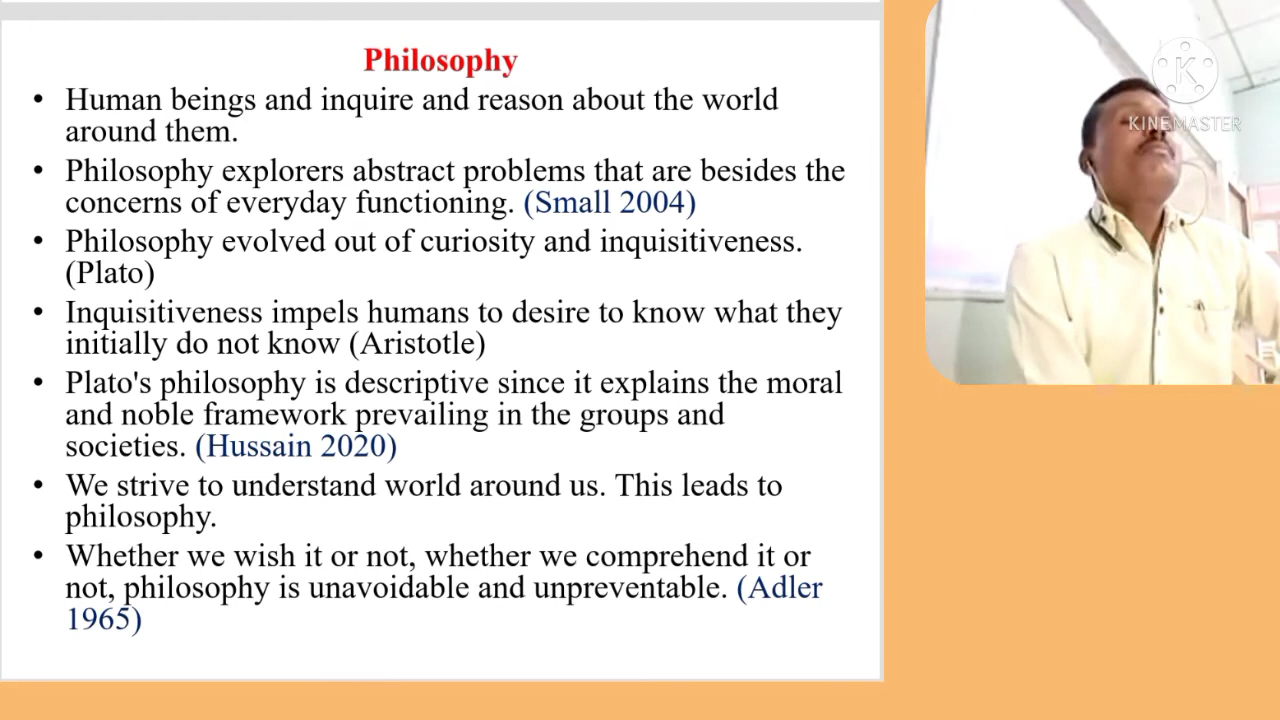 Philosophy
• Human beings and inquire and reason about the world
around them.
• Philosophy explorers abstract problems that are besides the
concerns of everyday functioning. (Small 2004)
• Philosophy evolved out of curiosity and inquisitiveness.
(Plato)
• Inquisitiveness impels humans to desire to know what they
initially do not know (Aristotle)
• Plato's philosophy is descriptive since it explains the moral
and noble framework prevailing in the groups and
societies. (Hussain 2020)
• We strive to understand world around us. This leads to
philosophy.
• Whether we wish it or not, whether we comprehend it or
not, philosophy is unavoidable and unpreventable. (Adler
1965)
K
KINEMASTER